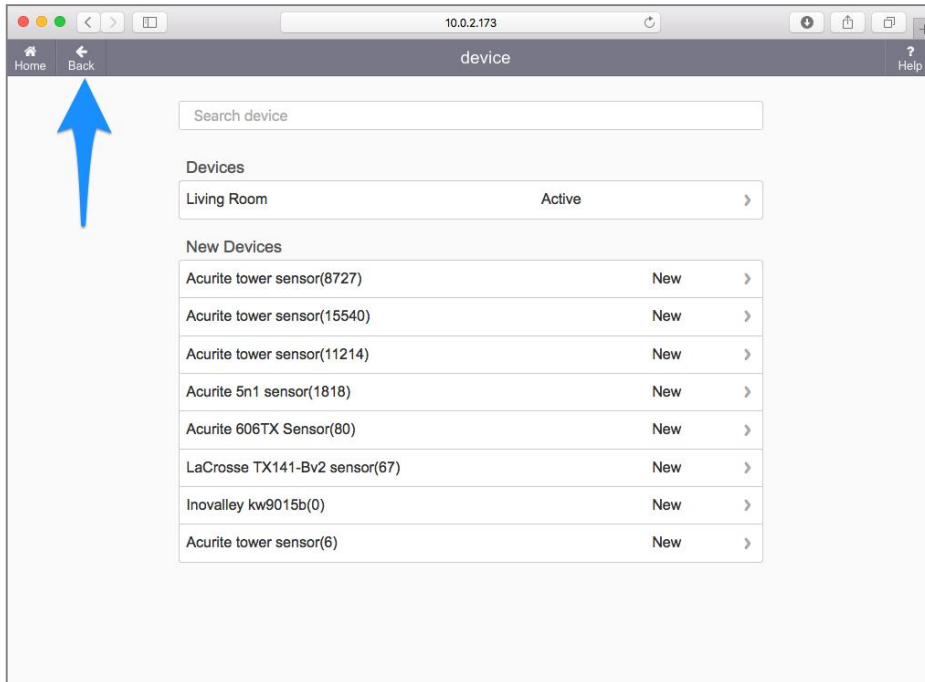 10.0.2.173
Home Back device ? Help
Search device
Devices
Living Room Active
New Devices
Acurite tower sensor(8727) New
Acurite tower sensor(15540) New
Acurite tower sensor(11214) New
Acurite 5n1 sensor(1818) New
Acurite 606TX Sensor(80) New
LaCrosse TX141-Bv2 sensor(67) New
Inovalley kw9015b(0) New
Acurite tower sensor(6) New